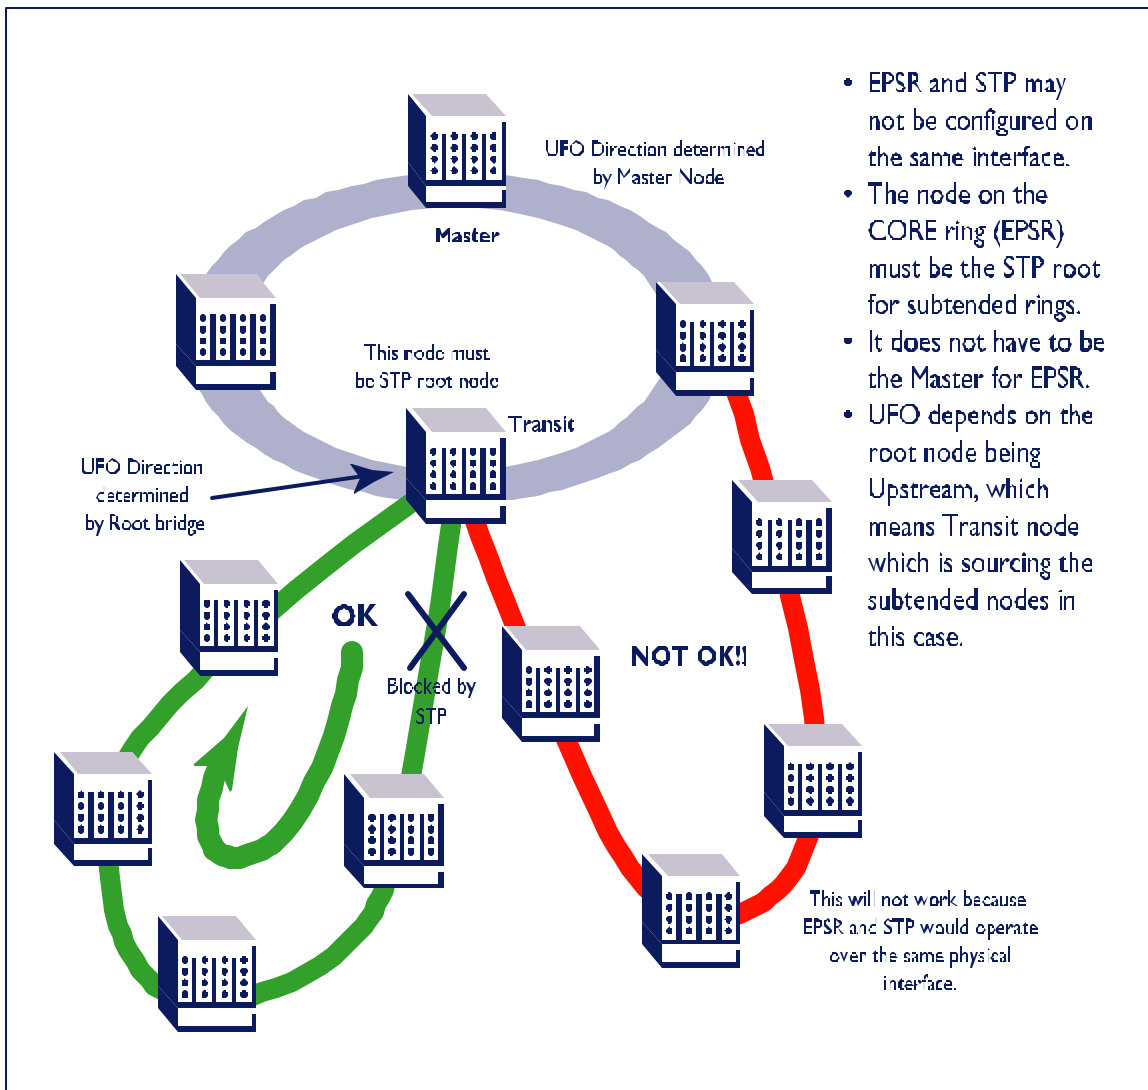 UFO Direction determined
by Master Node
Master
This node must
be STP root node
Transit
UFO Direction
determined
by Root bridge
OK
Blocked by
STP
NOT OK!!
This will not work because
EPSR and STP would operate
over the same physical
interface.
• EPSR and STP may
not be configured on
the same interface.
• The node on the
CORE ring (EPSR)
must be the STP root
for subtended rings.
• It does not have to be
the Master for EPSR.
• UFO depends on the
root node being
Upstream, which
means Transit node
which is sourcing the
subtended nodes in
this case.